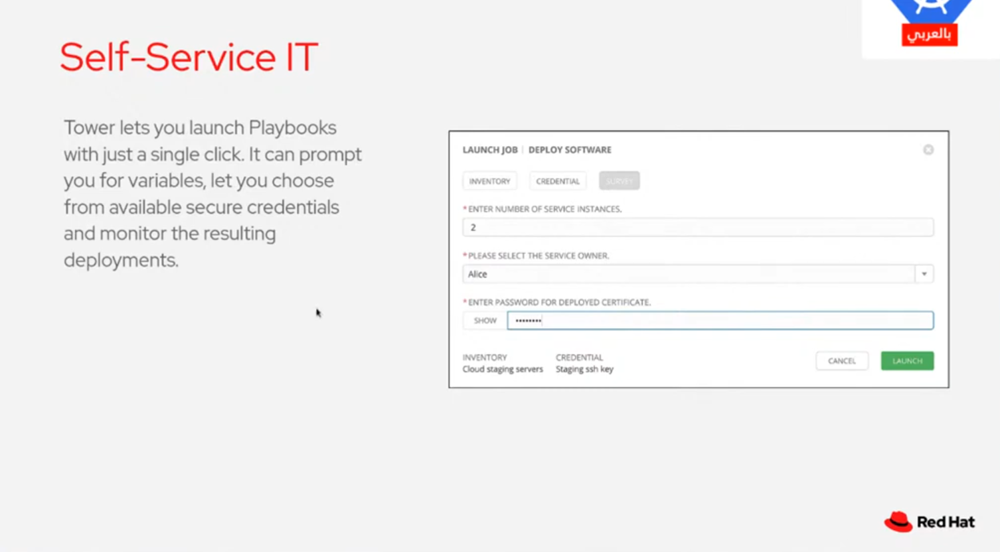 بالعربي
Self-Service IT
Tower lets you launch Playbooks
with just a single click. It can prompt
you for variables, let you choose
from available secure credentials
and monitor the resulting
deployments.
LAUNCH JOB | DEPLOY SOFTWARE
INVENTORY CREDENTIAL SURVEY
* ENTER NUMBER OF SERVICE INSTANCES.
2
* PLEASE SELECT THE SERVICE OWNER.
Alice
* ENTER PASSWORD FOR DEPLOYED CERTIFICATE.
SHOW ••••••••
INVENTORY CREDENTIAL
Cloud staging servers Staging ssh key
CANCEL LAUNCH
Red Hat